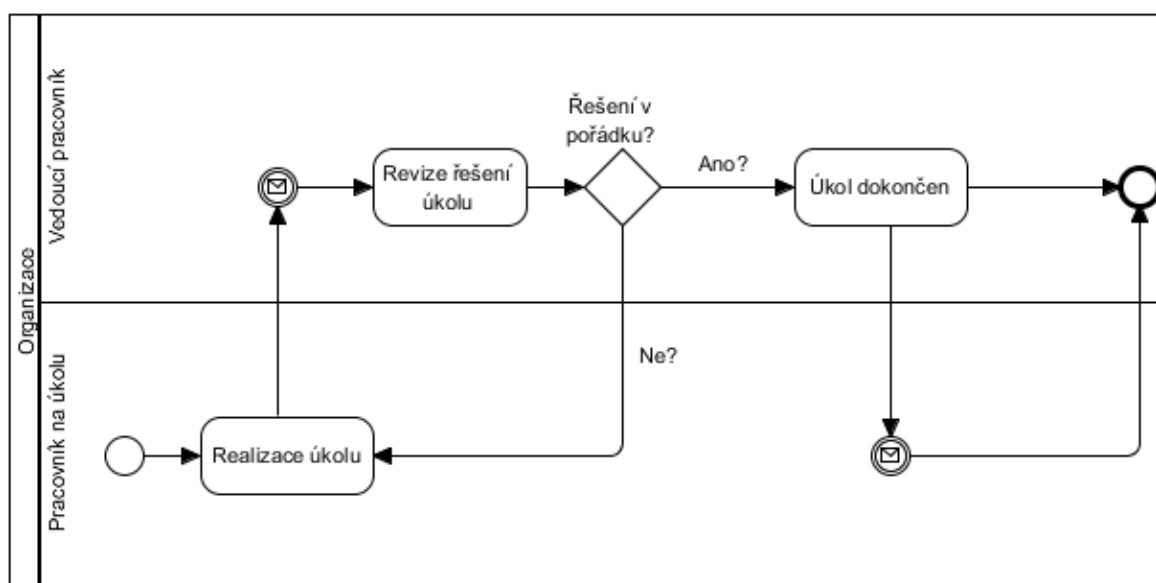 Organizace
Vedoucí pracovník
Řešení v
pořádku?
Revize řešení
úkolu
Ano?
Úkol dokončen
Pracovník na úkolu
Ne?
Realizace úkolu